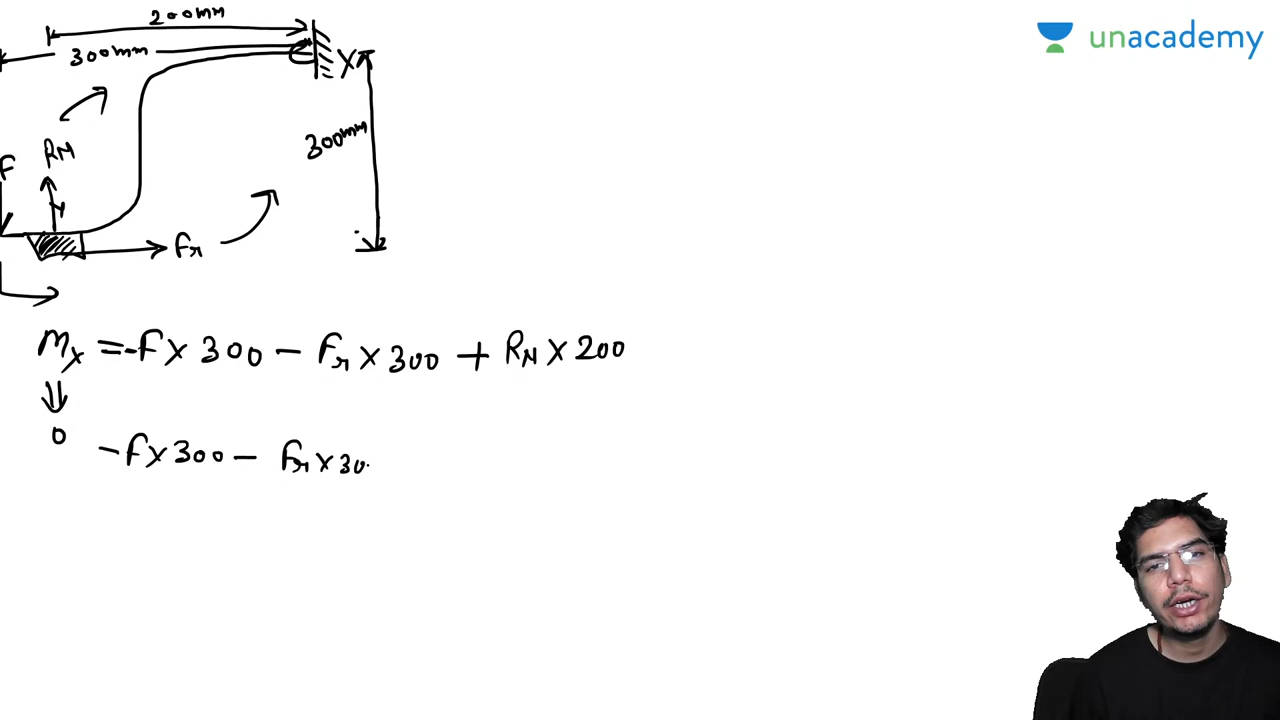 200mm
unacademy
300mm
X
300mm
RN
F
Fr
Mx = -F X 300 - Fr X 300 + RN X 200
⇓
0 -F X 300 - Fr X 30